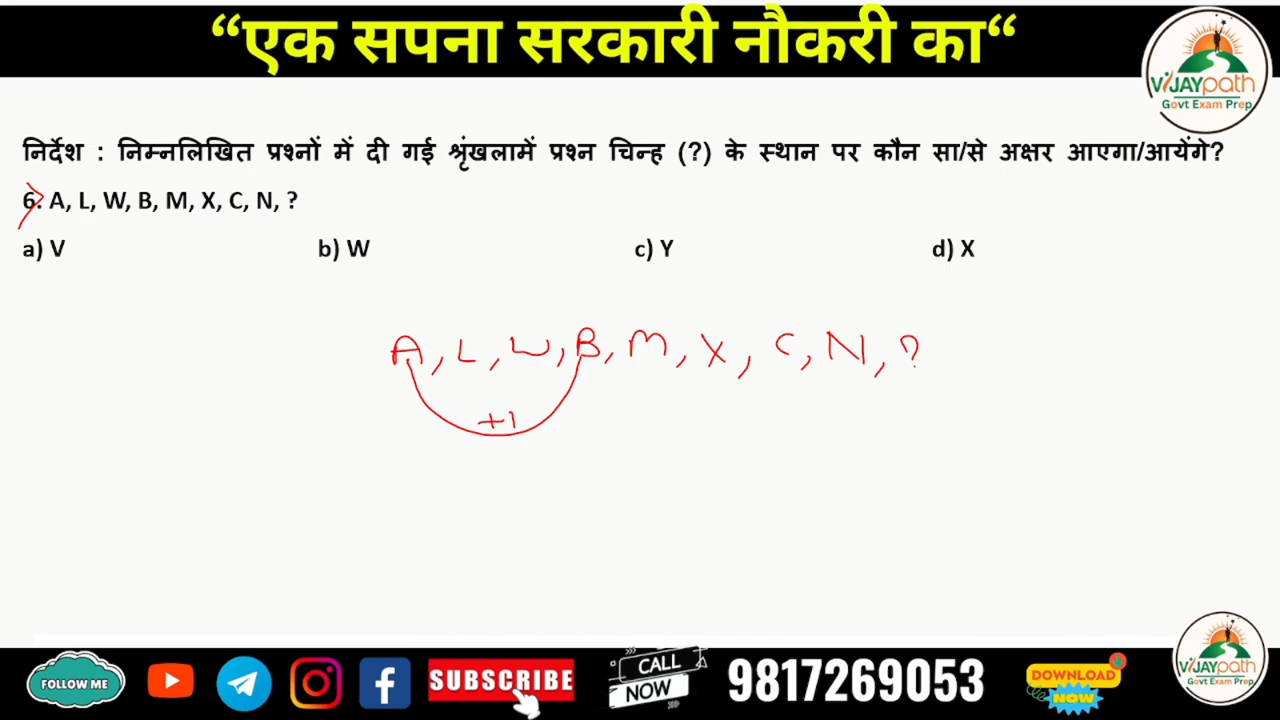 “एक सपना सरकारी नौकरी का“
VIJAYpath
Govt Exam Prep
निर्देश : निम्नलिखित प्रश्नों में दी गई श्रृंखलामें प्रश्न चिन्ह (?) के स्थान पर कौन सा/से अक्षर आएगा/आयेंगे?
6. A, L, W, B, M, X, C, N, ?
a) V b) W c) Y d) X
A, L, W, B, M, X, C, N, ?
+1
VIJAYpath
Govt Exam Prep
FOLLOW ME SUBSCRIBE CALL NOW 9817269053 DOWNLOAD NOW